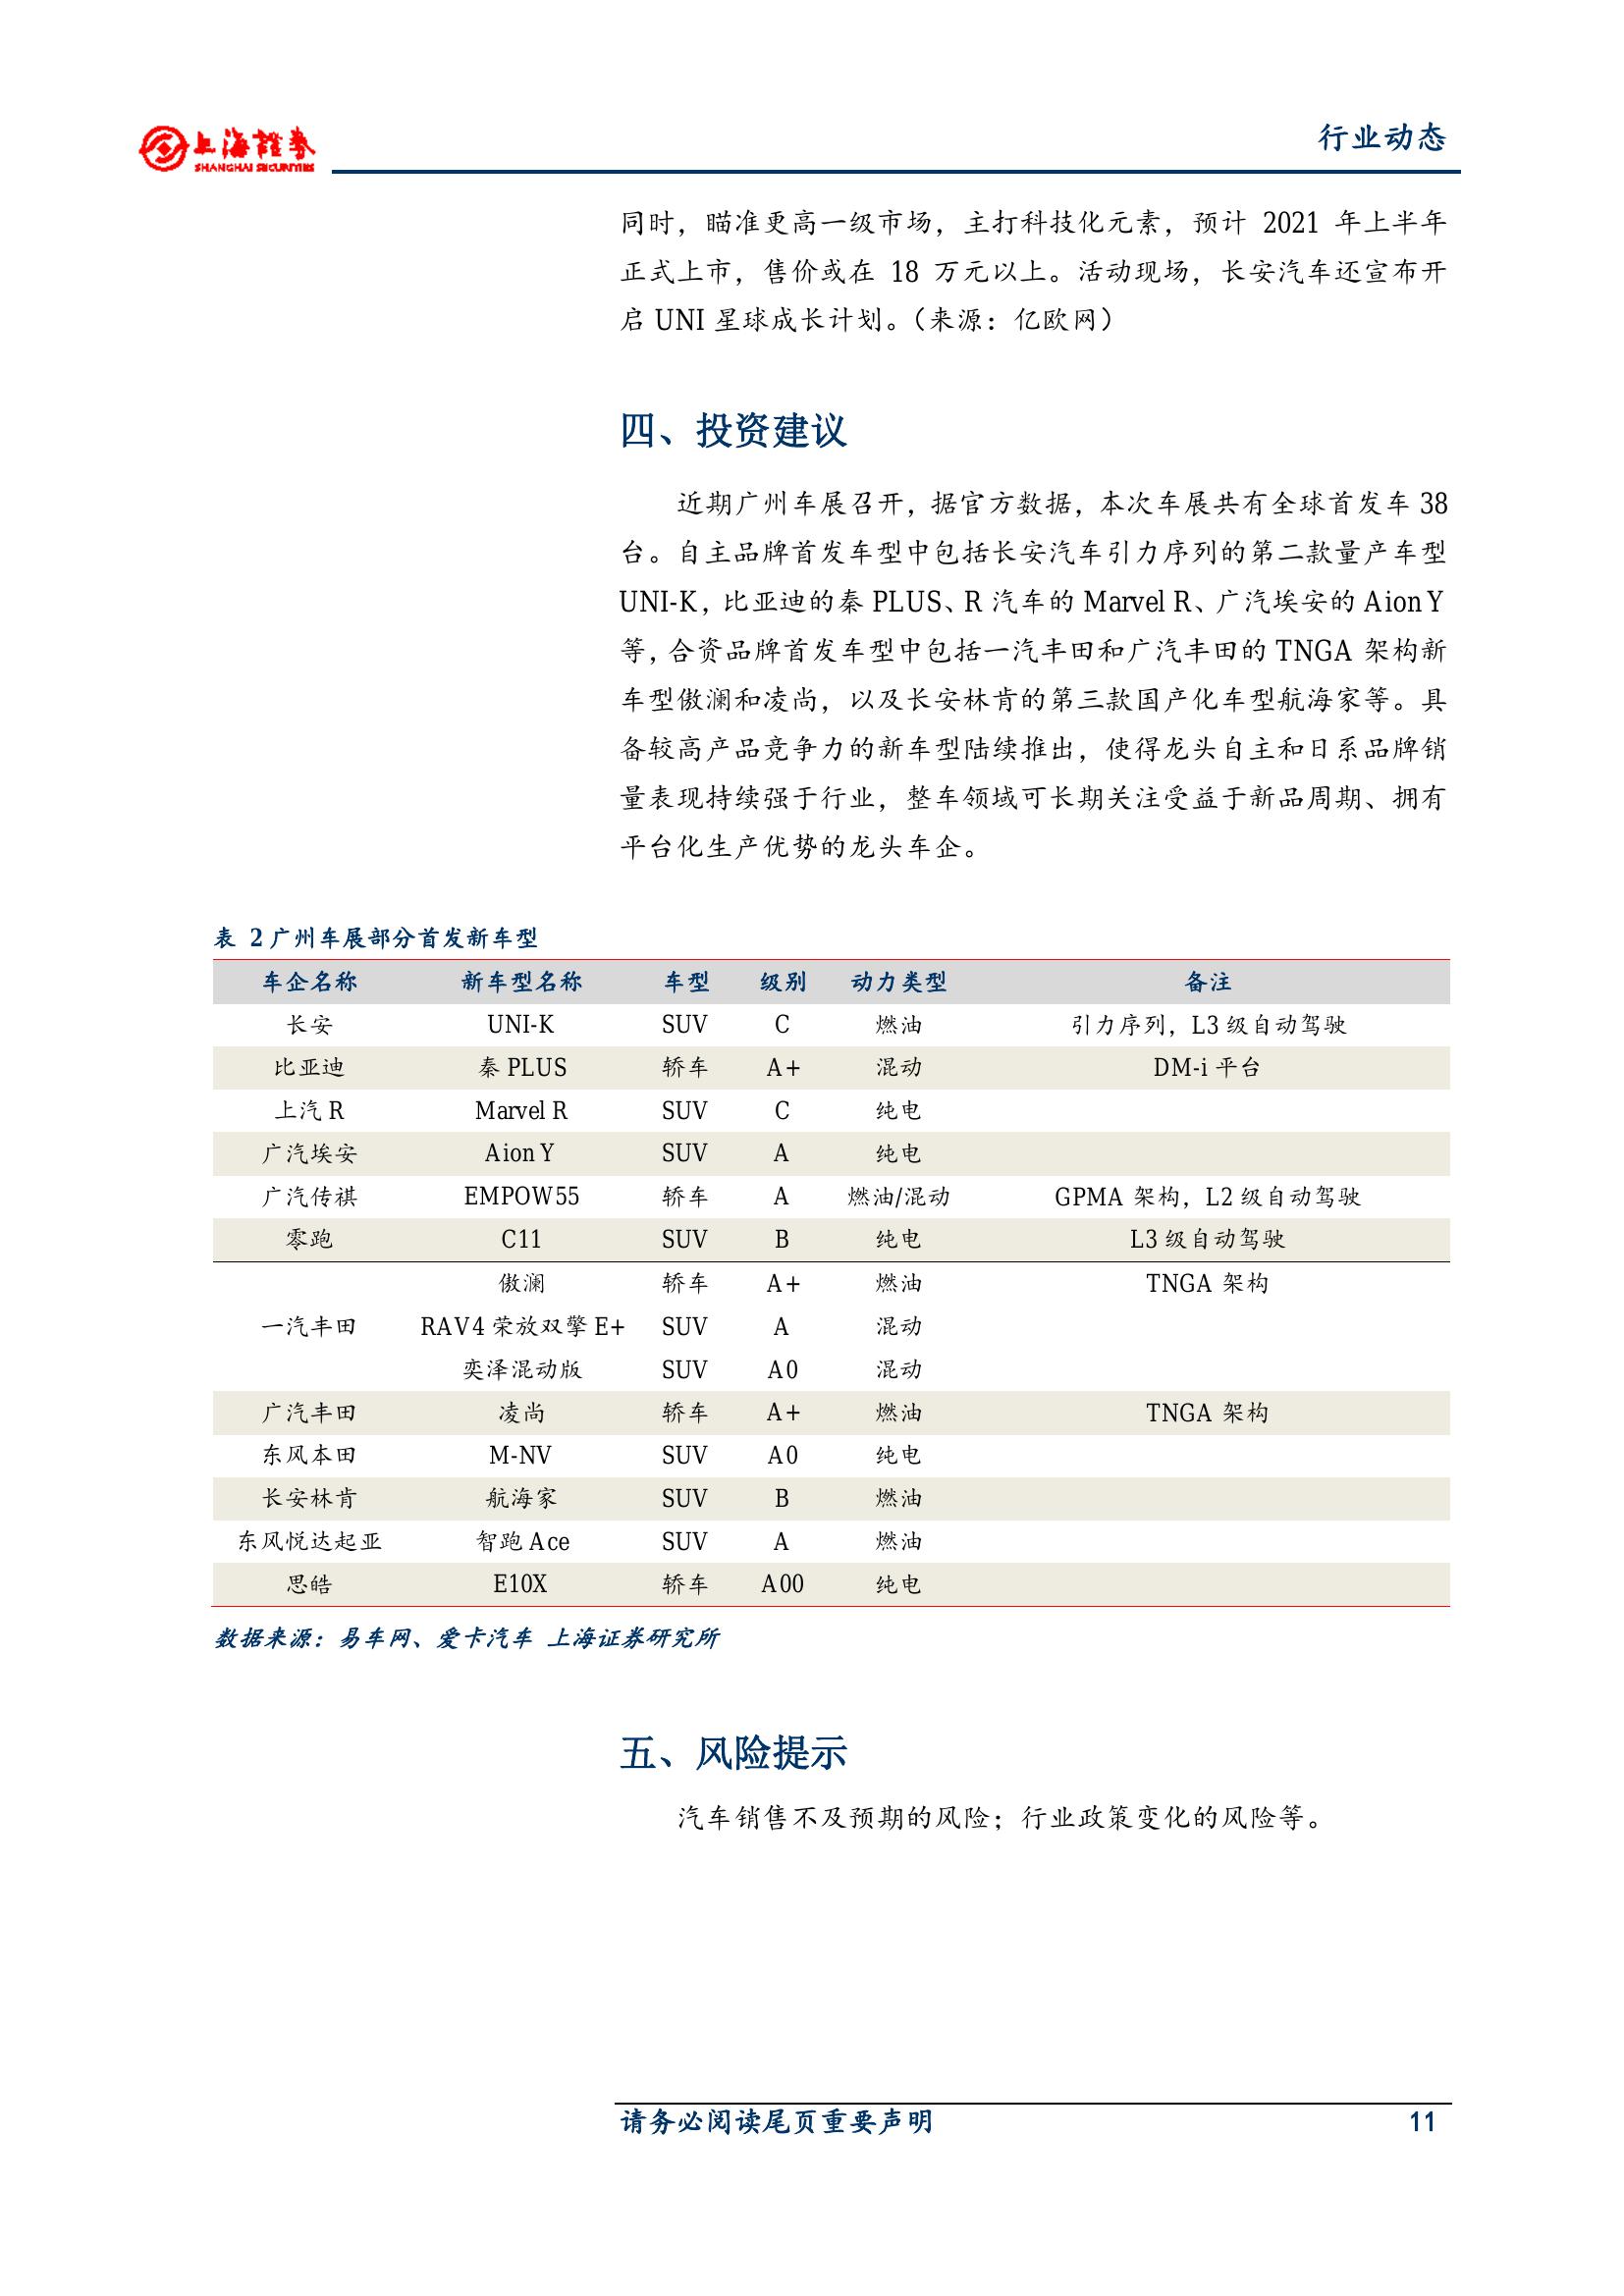 上海證券
SHANGHAI SECURITIES
行业动态
同时，瞄准更高一级市场，主打科技化元素，预计 2021 年上半年
正式上市，售价或在 18 万元以上。活动现场，长安汽车还宣布开
启 UNI 星球成长计划。（来源：亿欧网）
四、投资建议
近期广州车展召开，据官方数据，本次车展共有全球首发车 38
台。自主品牌首发车型中包括长安汽车引力序列的第二款量产车型
UNI-K，比亚迪的秦 PLUS、R 汽车的 Marvel R、广汽埃安的 Aion Y
等，合资品牌首发车型中包括一汽丰田和广汽丰田的 TNGA 架构新
车型傲澜和凌尚，以及长安林肯的第三款国产化车型航海家等。具
备较高产品竞争力的新车型陆续推出，使得龙头自主和日系品牌销
量表现持续强于行业，整车领域可长期关注受益于新品周期、拥有
平台化生产优势的龙头车企。
表 2 广州车展部分首发新车型
车企名称 新车型名称 车型 级别 动力类型 备注
长安 UNI-K SUV C 燃油 引力序列，L3 级自动驾驶
比亚迪 秦 PLUS 轿车 A+ 混动 DM-i 平台
上汽 R Marvel R SUV C 纯电
广汽埃安 Aion Y SUV A 纯电
广汽传祺 EMPOW55 轿车 A 燃油/混动 GPMA 架构，L2 级自动驾驶
零跑 C11 SUV B 纯电 L3 级自动驾驶
傲澜 轿车 A+ 燃油 TNGA 架构
一汽丰田 RAV4 荣放双擎 E+ SUV A 混动
奕泽混动版 SUV A0 混动
广汽丰田 凌尚 轿车 A+ 燃油 TNGA 架构
东风本田 M-NV SUV A0 纯电
长安林肯 航海家 SUV B 燃油
东风悦达起亚 智跑 Ace SUV A 燃油
思皓 E10X 轿车 A00 纯电
数据来源：易车网、爱卡汽车 上海证券研究所
五、风险提示
汽车销售不及预期的风险；行业政策变化的风险等。
请务必阅读尾页重要声明 11